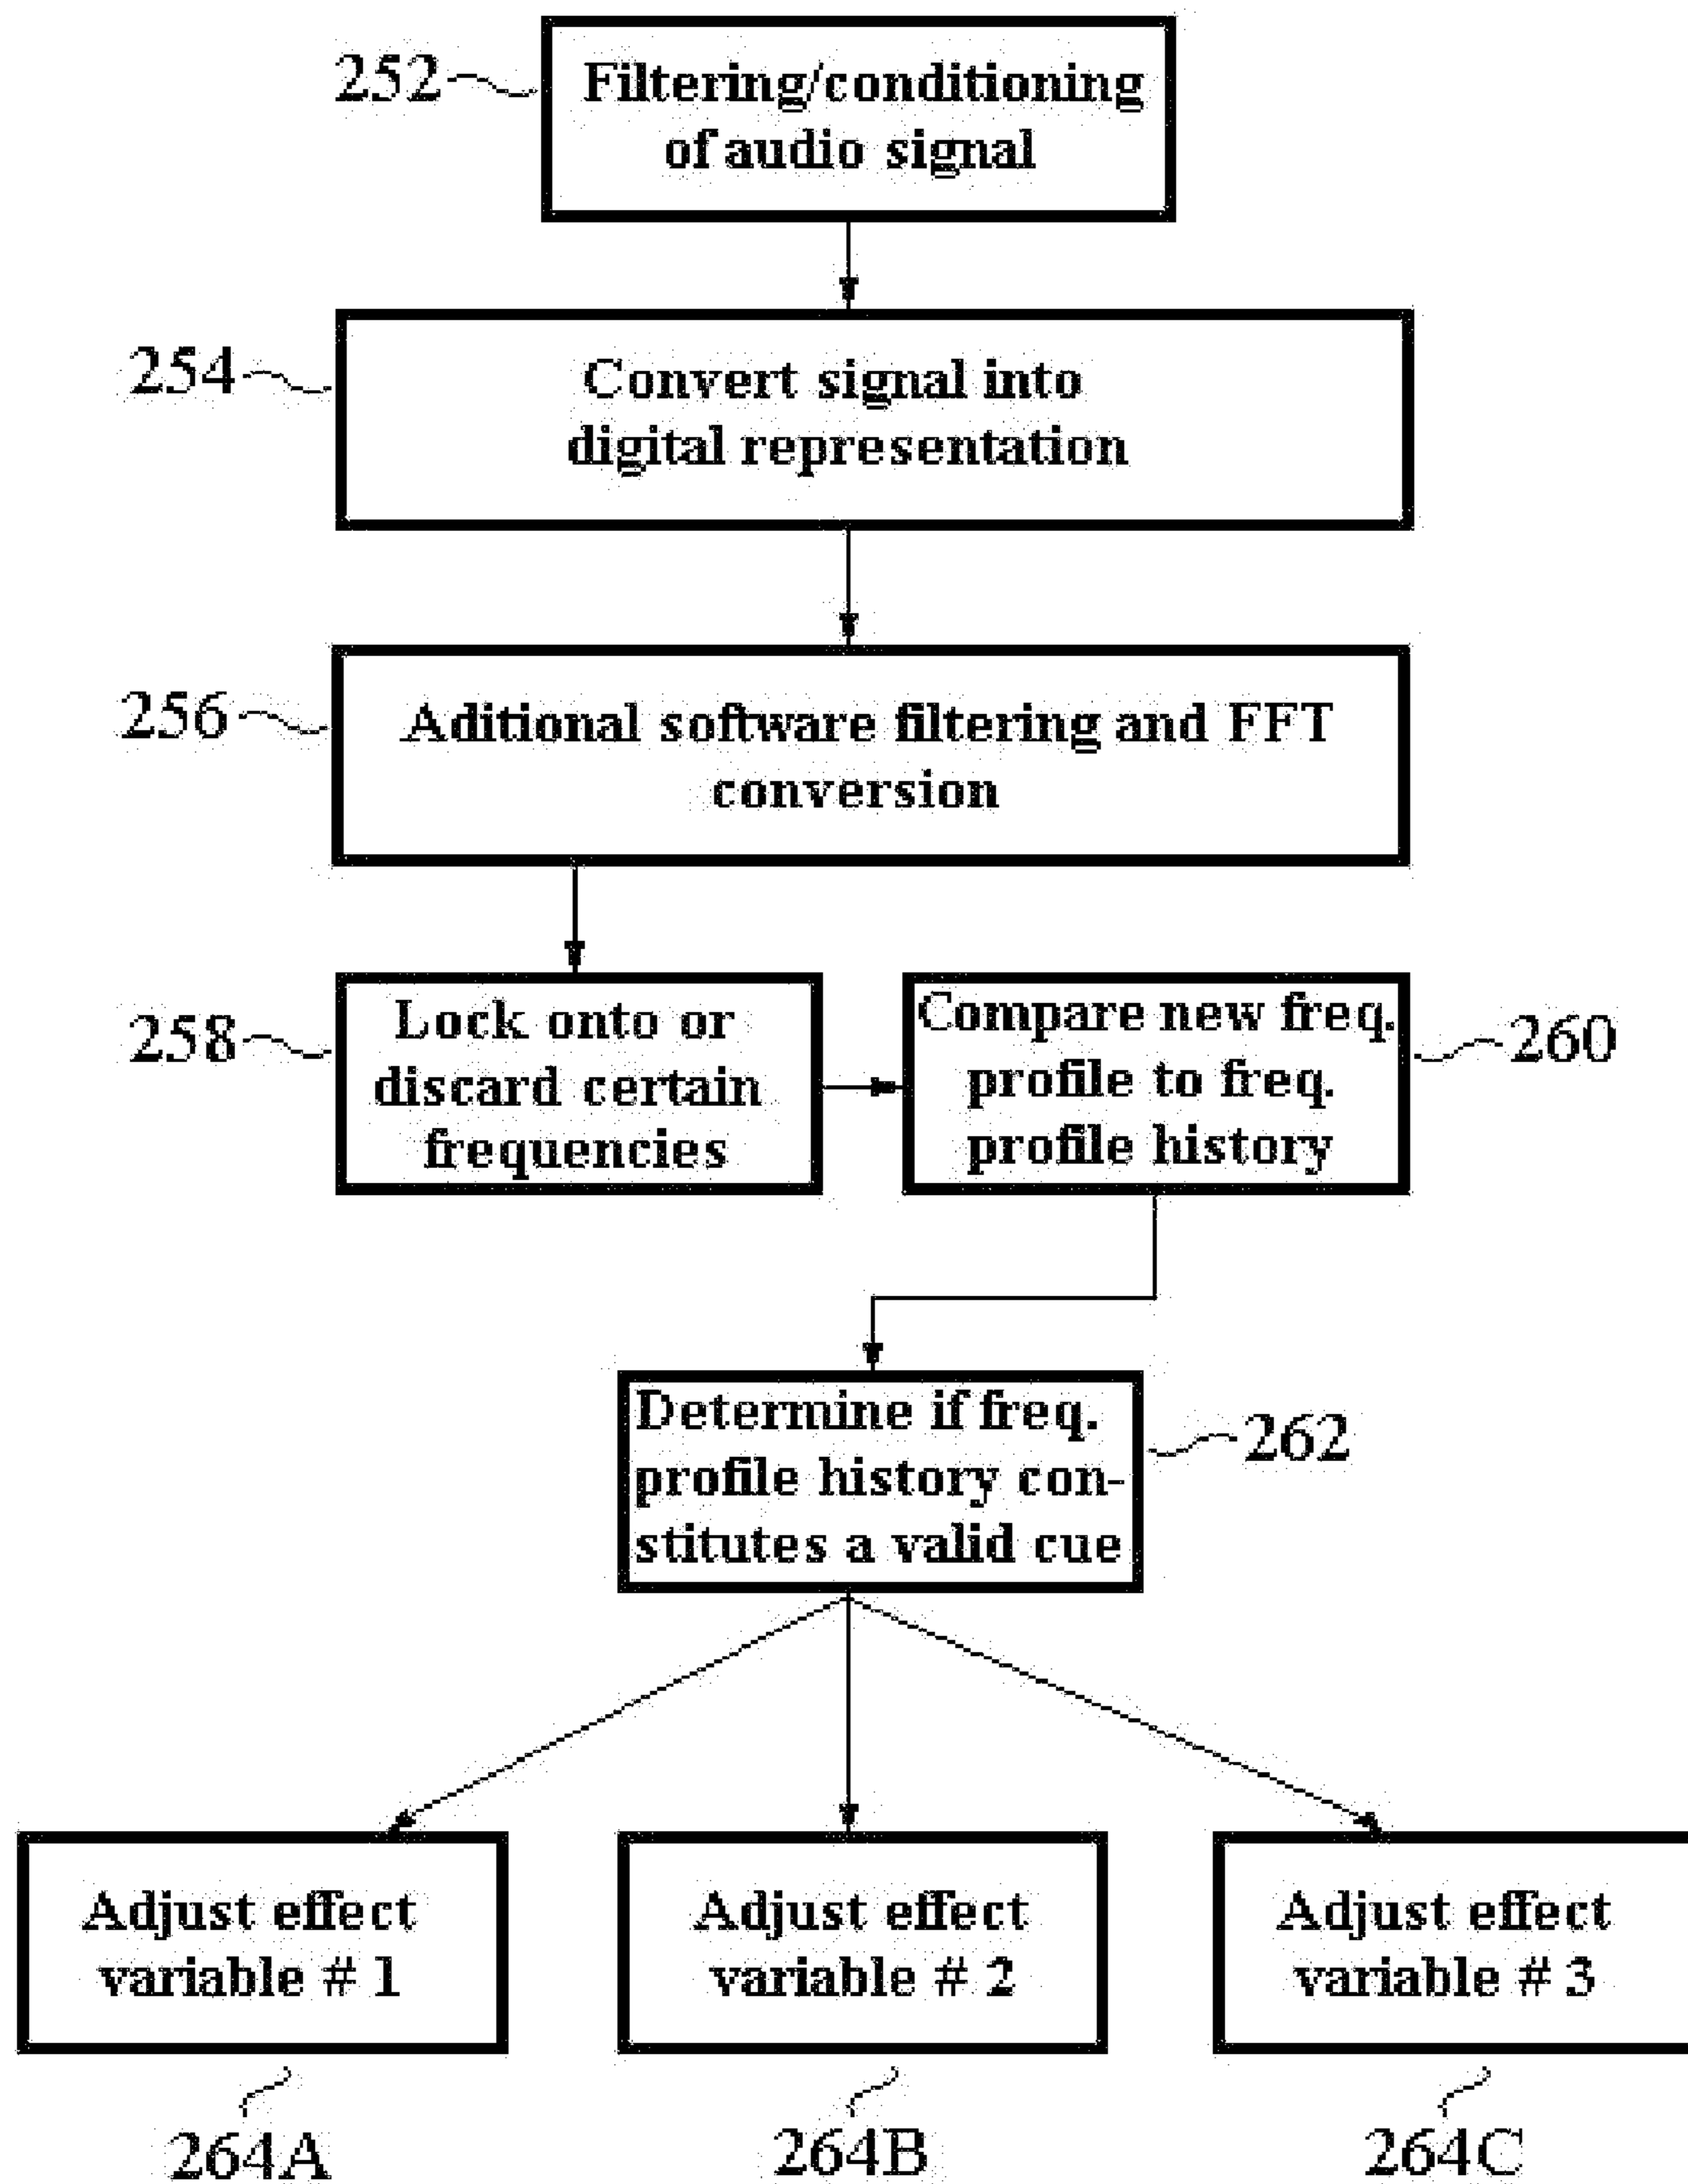 252
Filtering/conditioning
of audio signal
254
Convert signal into
digital representation
256
Aditional software filtering and FFT
conversion
258
Lock onto or
discard certain
frequencies
Compare new freq.
profile to freq.
profile history
260
Determine if freq.
profile history con-
stitutes a valid cue
262
Adjust effect
variable # 1
Adjust effect
variable # 2
Adjust effect
variable # 3
264A
264B
264C